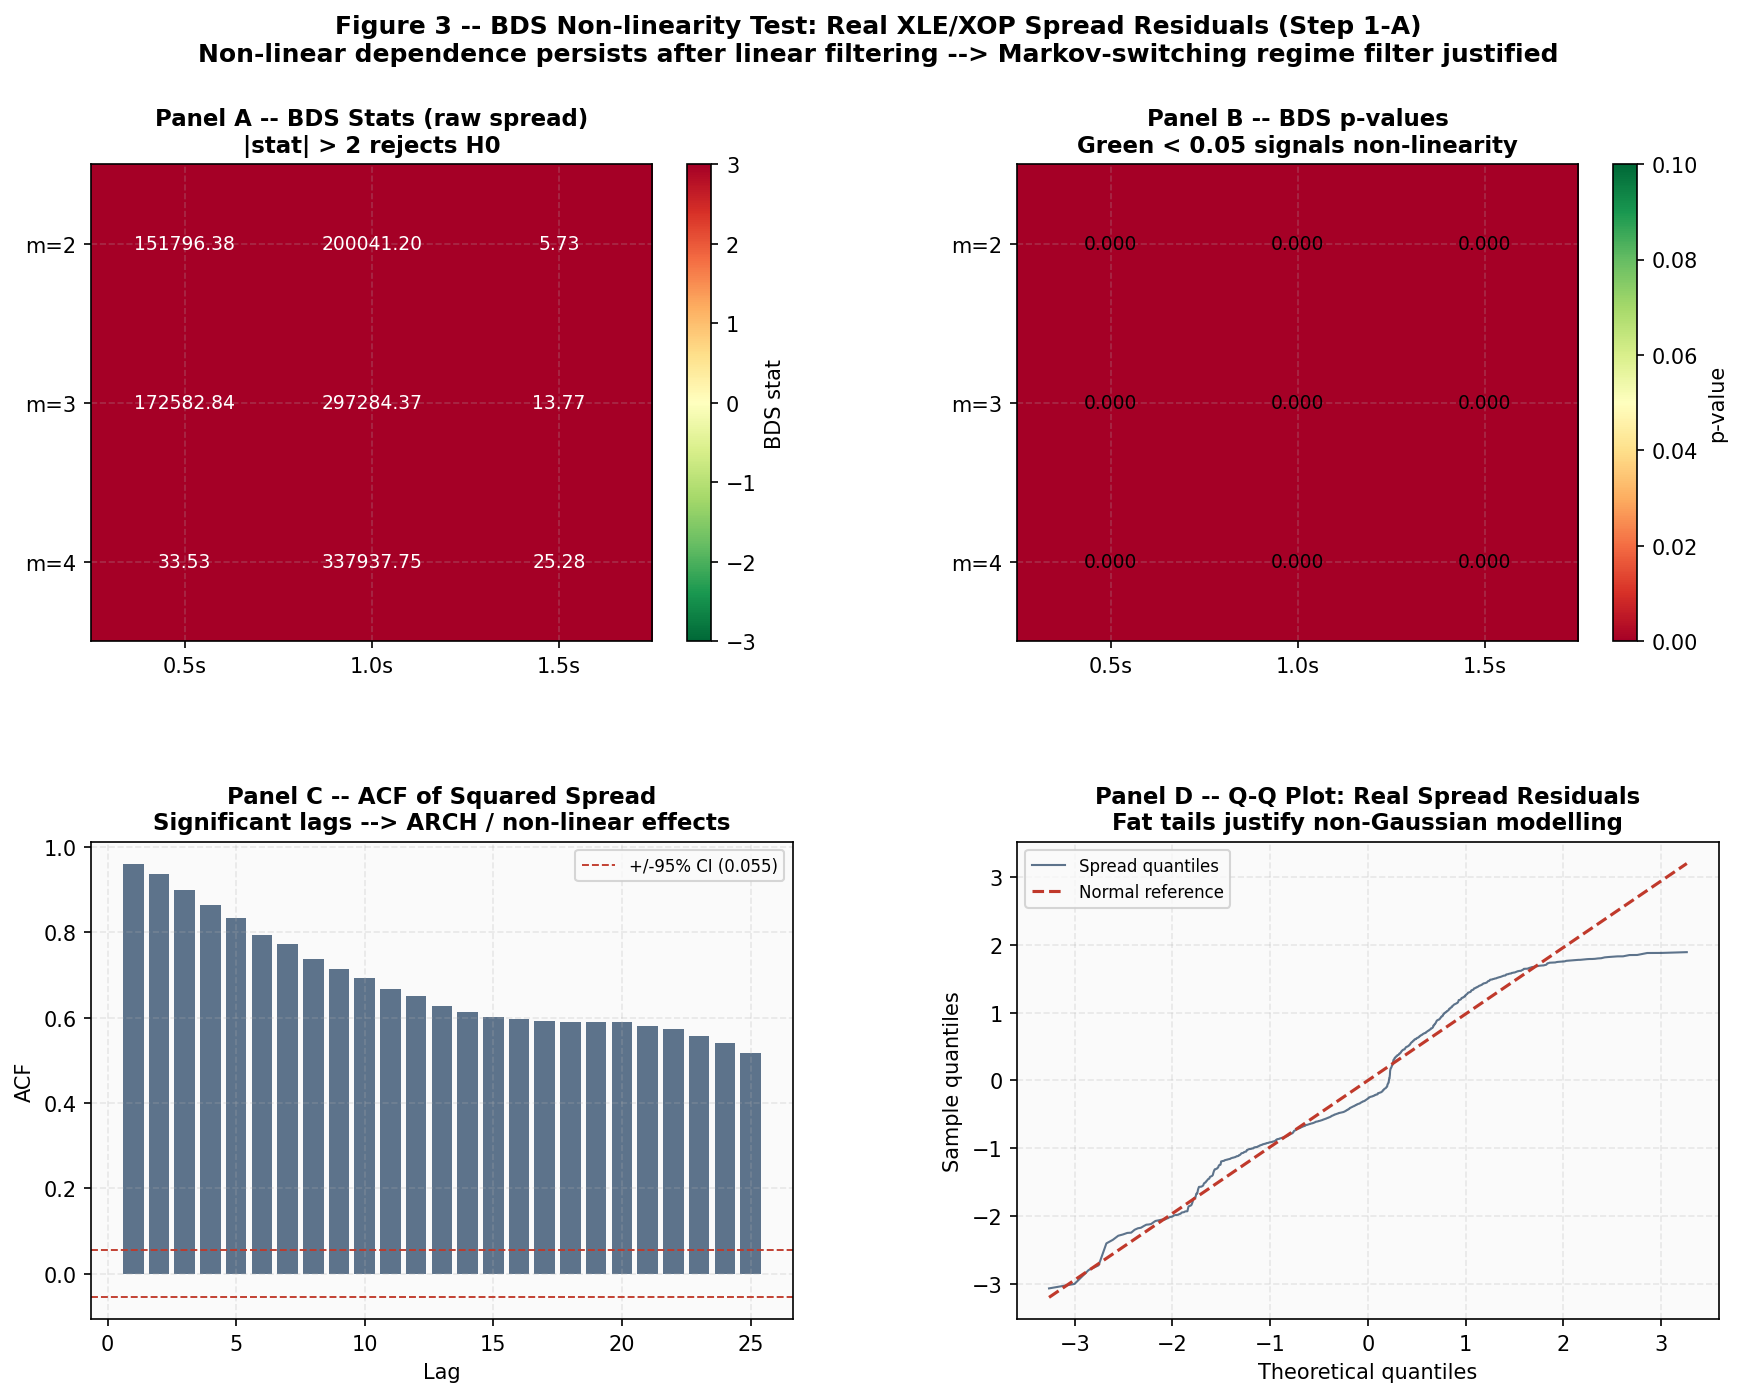 Figure 3 -- BDS Non-linearity Test: Real XLE/XOP Spread Residuals (Step 1-A)
Non-linear dependence persists after linear filtering --> Markov-switching regime filter justified
Panel A -- BDS Stats (raw spread)
|stat| > 2 rejects H0
m=2
m=3
m=4
151796.38 200041.20 5.73
172582.84 297284.37 13.77
33.53 337937.75 25.28
0.5s 1.0s 1.5s
3
2
1
0
−1
−2
−3
BDS stat
Panel B -- BDS p-values
Green < 0.05 signals non-linearity
m=2
m=3
m=4
0.000 0.000 0.000
0.000 0.000 0.000
0.000 0.000 0.000
0.5s 1.0s 1.5s
0.10
0.08
0.06
0.04
0.02
0.00
p-value
Panel C -- ACF of Squared Spread
Significant lags --> ARCH / non-linear effects
+/-95% CI (0.055)
1.0
0.8
0.6
0.4
0.2
0.0
ACF
0 5 10 15 20 25
Lag
Panel D -- Q-Q Plot: Real Spread Residuals
Fat tails justify non-Gaussian modelling
Spread quantiles
Normal reference
3
2
1
0
−1
−2
−3
Sample quantiles
−3 −2 −1 0 1 2 3
Theoretical quantiles